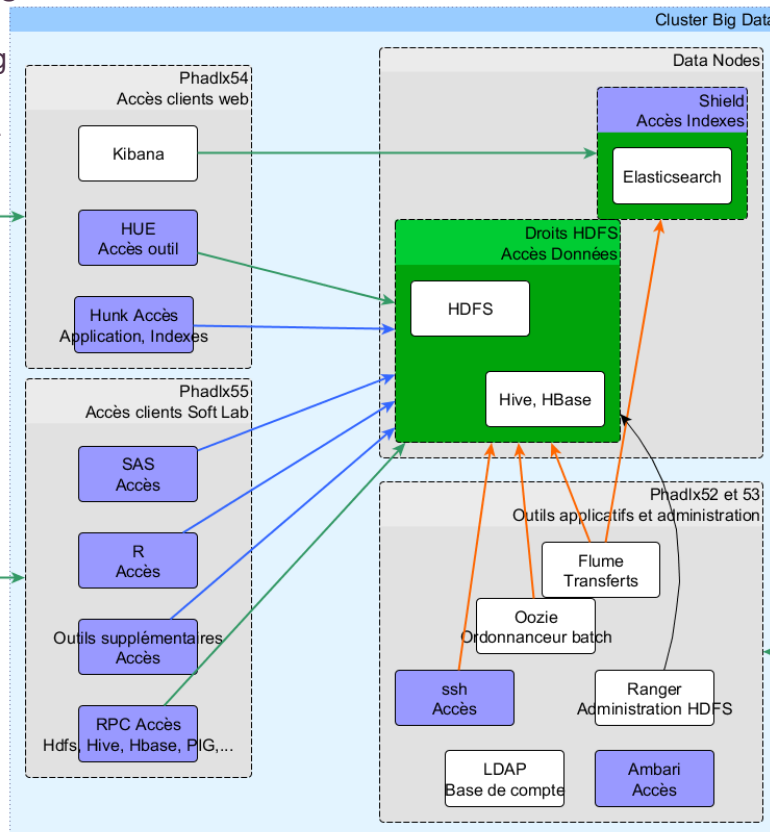 Cluster Big Data
Phadlx54
Accès clients web
Kibana
HUE
Accès outil
Hunk Accès
Application, Indexes
Phadlx55
Accès clients Soft Lab
SAS
Accès
R
Accès
Outils supplémentaires
Accès
RPC Accès
Hdfs, Hive, Hbase, PIG,...
Data Nodes
Shield
Accès Indexes
Elasticsearch
Droits HDFS
Accès Données
HDFS
Hive, HBase
Phadlx52 et 53
Outils applicatifs et administration
Flume
Transferts
Oozie
Ordonnanceur batch
ssh
Accès
Ranger
Administration HDFS
LDAP
Base de compte
Ambari
Accès